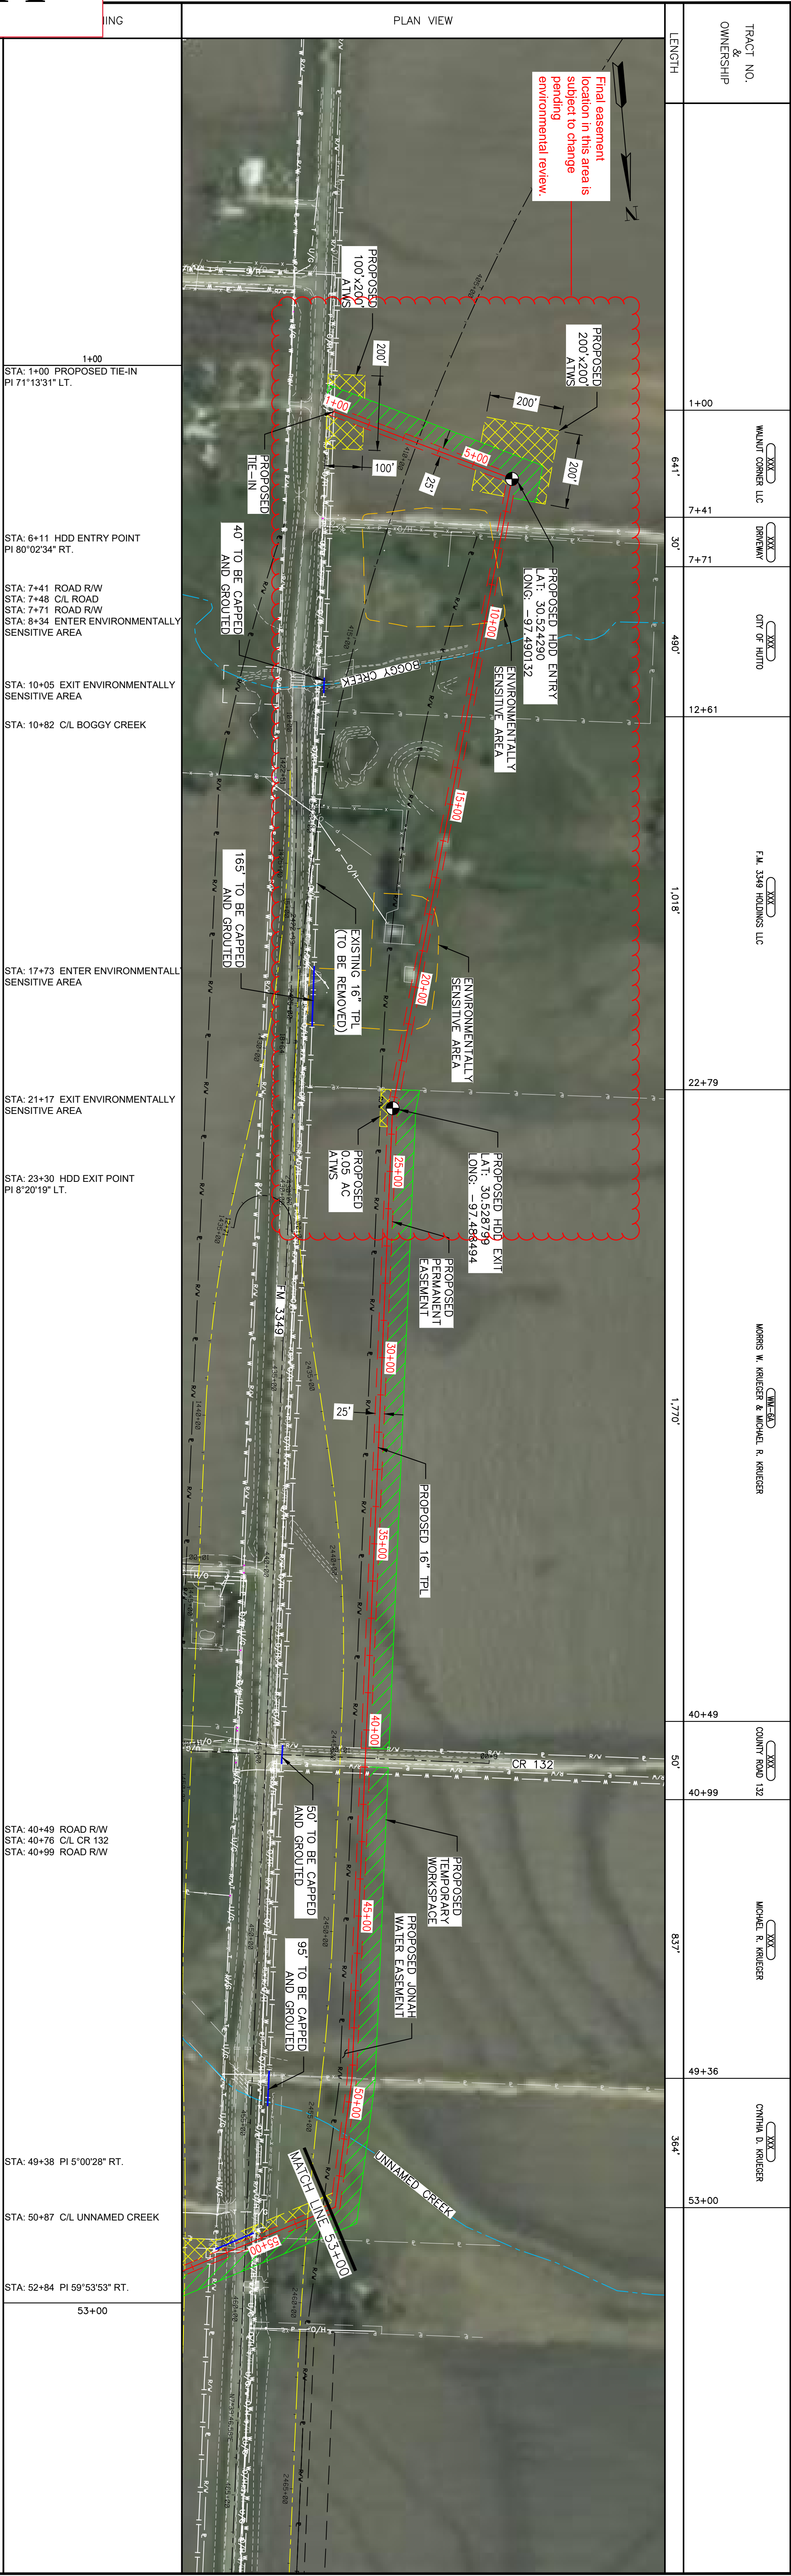 TRACT NO.
&
OWNERSHIP
LENGTH
PLAN VIEW
NING
1+00
XXX
WALNUT CORNER LLC
641'
7+41
XXX
DRIVEWAY
30'
7+71
XXX
CITY OF HUTTO
490'
12+61
XXX
F.M. 3349 HOLDINGS LLC
1,018'
22+79
WM-6A
MORRIS W. KRUEGER & MICHAEL R. KRUEGER
1,770'
40+49
XXX
COUNTY ROAD 132
50'
40+99
XXX
MICHAEL R. KRUEGER
837'
49+36
XXX
CYNTHIA D. KRUEGER
364'
53+00
Final easement
location in this area is
subject to change
pending
environmental review.
N
PROPOSED
100'x200'
ATWS
200'
100'
PROPOSED
200'x200'
ATWS
200'
200'
1+00
5+00
25'
PROPOSED
TIE-IN
PROPOSED HDD ENTRY
LAT: 30.524290
LONG: -97.490132
40' TO BE CAPPED
AND GROUTED
BOGGY CREEK
10+00
ENVIRONMENTALLY
SENSITIVE AREA
15+00
165' TO BE CAPPED
AND GROUTED
EXISTING 16" TPL
(TO BE REMOVED)
20+00
ENVIRONMENTALLY
SENSITIVE AREA
PROPOSED
0.05 AC
ATWS
25+00
PROPOSED HDD EXIT
LAT: 30.528799
LONG: -97.488494
PROPOSED
PERMANENT
EASEMENT
FM 3349
30+00
25'
PROPOSED 16" TPL
35+00
40+00
CR 132
50' TO BE CAPPED
AND GROUTED
PROPOSED
TEMPORARY
WORKSPACE
45+00
PROPOSED JONAH
WATER EASEMENT
95' TO BE CAPPED
AND GROUTED
50+00
UNNAMED CREEK
MATCH LINE 53+00
55+00
1+00
STA: 1+00 PROPOSED TIE-IN
PI 71°13'31" LT.
STA: 6+11 HDD ENTRY POINT
PI 80°02'34" RT.
STA: 7+41 ROAD R/W
STA: 7+48 C/L ROAD
STA: 7+71 ROAD R/W
STA: 8+34 ENTER ENVIRONMENTALLY
SENSITIVE AREA
STA: 10+05 EXIT ENVIRONMENTALLY
SENSITIVE AREA
STA: 10+82 C/L BOGGY CREEK
STA: 17+73 ENTER ENVIRONMENTALL
SENSITIVE AREA
STA: 21+17 EXIT ENVIRONMENTALLY
SENSITIVE AREA
STA: 23+30 HDD EXIT POINT
PI 8°20'19" LT.
STA: 40+49 ROAD R/W
STA: 40+76 C/L CR 132
STA: 40+99 ROAD R/W
STA: 49+38 PI 5°00'28" RT.
STA: 50+87 C/L UNNAMED CREEK
STA: 52+84 PI 59°53'53" RT.
53+00